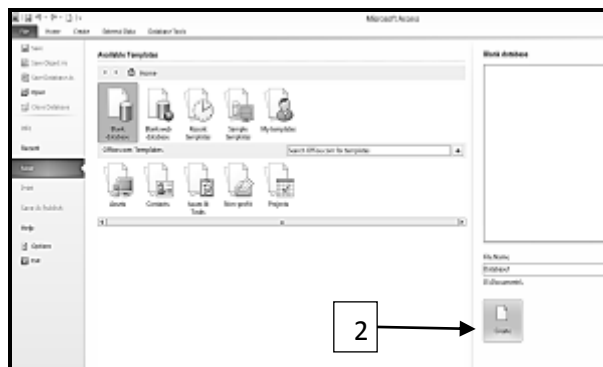 Microsoft Access
File Home Create External Data Database Tools
Save
Save Object As
Save Database As
Open
Close Database
Info
Recent
New
Print
Save & Publish
Help
Options
Exit
Available Templates
Home
Blank database
Blank web database
Recent templates
Sample templates
My templates
Office.com Templates
Search Office.com for templates
Assets
Contacts
Issues & Tasks
Non-profit
Projects
Blank database
File Name
Database1
Create
2